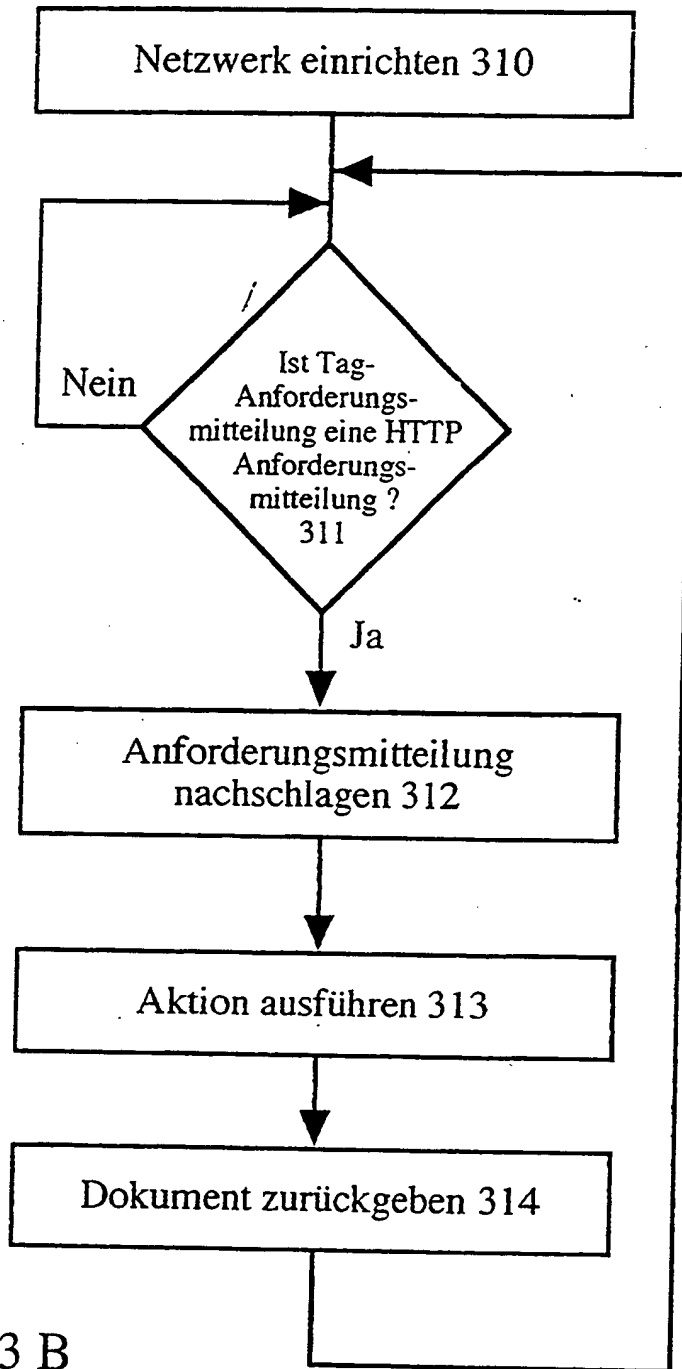 Netzwerk einrichten 310
Ist Tag-
Anforderungs-
mitteilung eine HTTP
Anforderungs-
mitteilung ?
311
Nein
Ja
Anforderungsmitteilung
nachschlagen 312
Aktion ausführen 313
Dokument zurückgeben 314
3 B